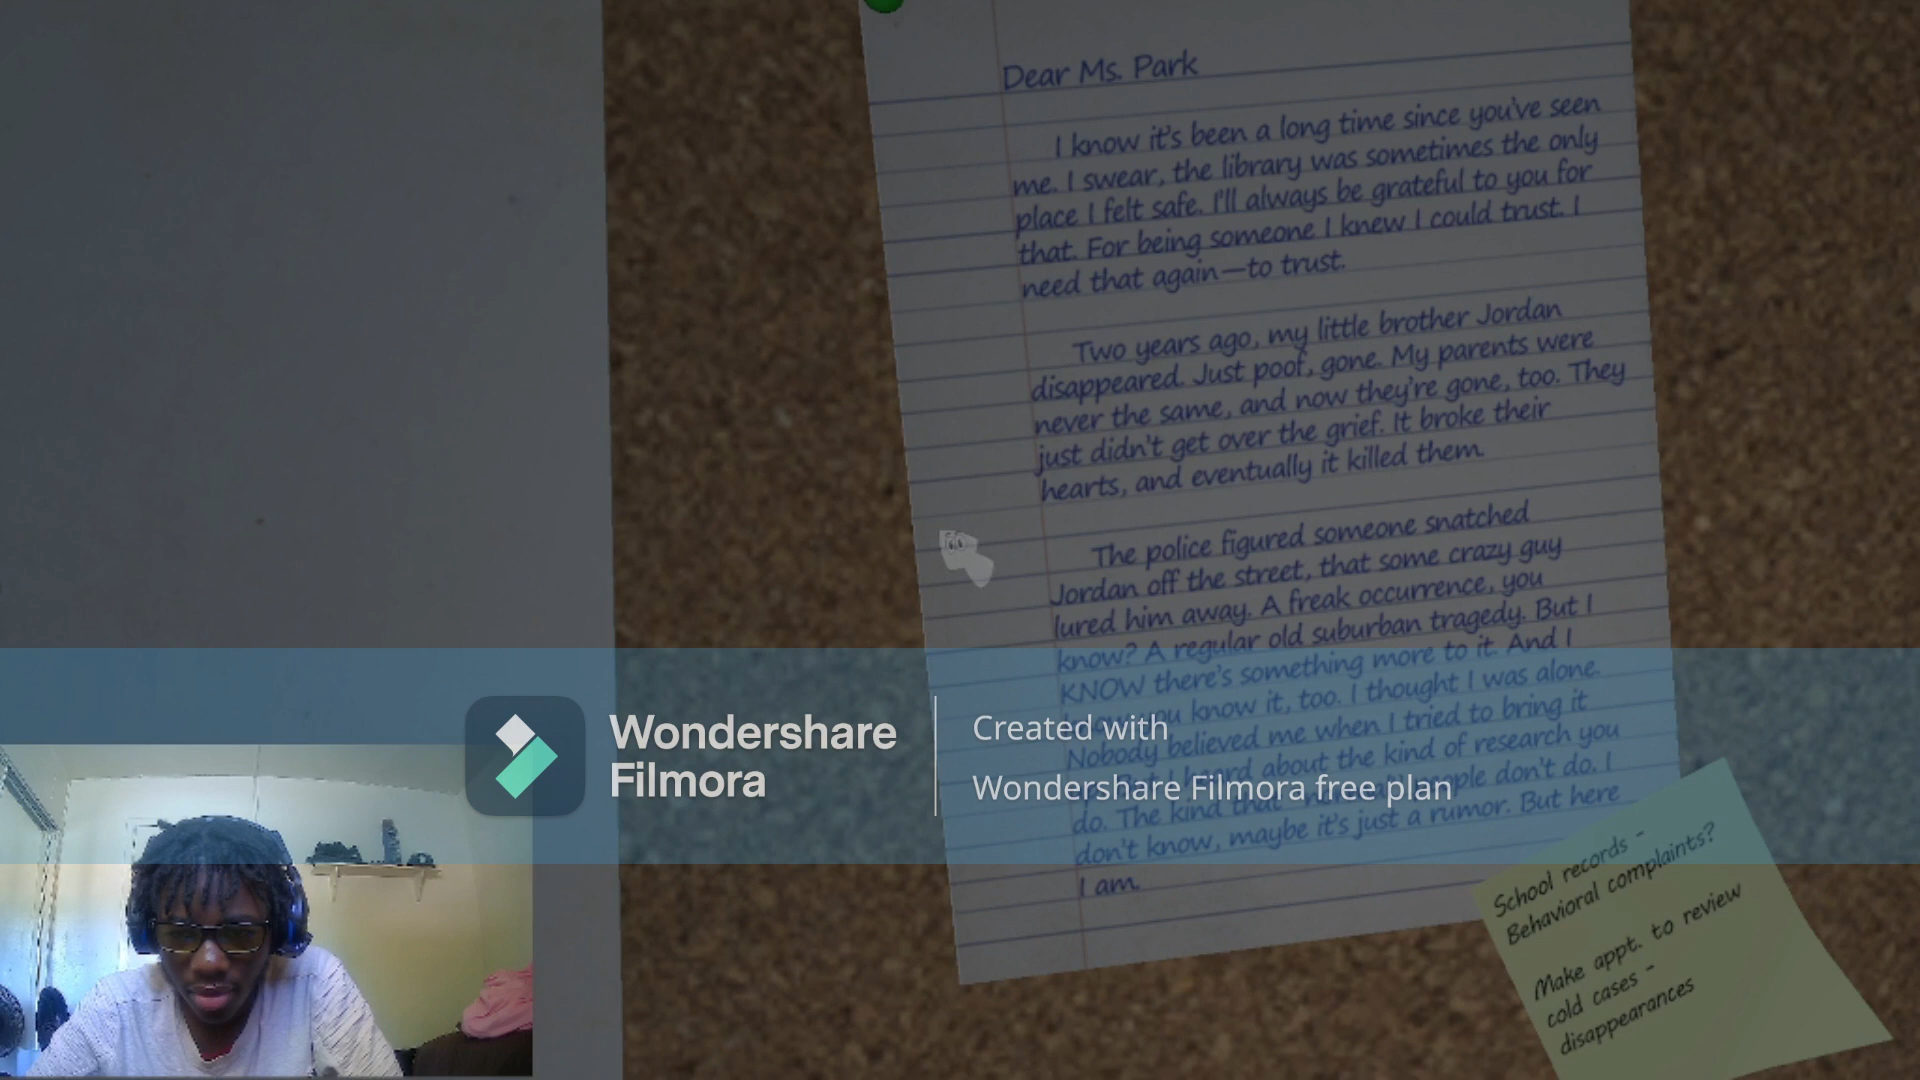 Dear Ms. Park
I know it's been a long time since you've seen
me. I swear, the library was sometimes the only
place I felt safe. I'll always be grateful to you for
that. For being someone I knew I could trust. I
need that again—to trust.
Two years ago, my little brother Jordan
disappeared. Just poof, gone. My parents were
never the same, and now they're gone, too. They
just didn't get over the grief. It broke their
hearts, and eventually it killed them.
The police figured someone snatched
Jordan off the street, that some crazy guy
lured him away. A freak occurrence, you
know? A regular old suburban tragedy. But I
KNOW there's something more to it. And I
know you know it, too. I thought I was alone.
Nobody believed me when I tried to bring it
up. But I heard about the kind of research you
do. The kind that people don't do. I
don't know, maybe it's just a rumor. But here
I am.
School records -
Behavioral complaints?
Make appt. to review
cold cases -
disappearances
Wondershare
Filmora
Created with
Wondershare Filmora free plan